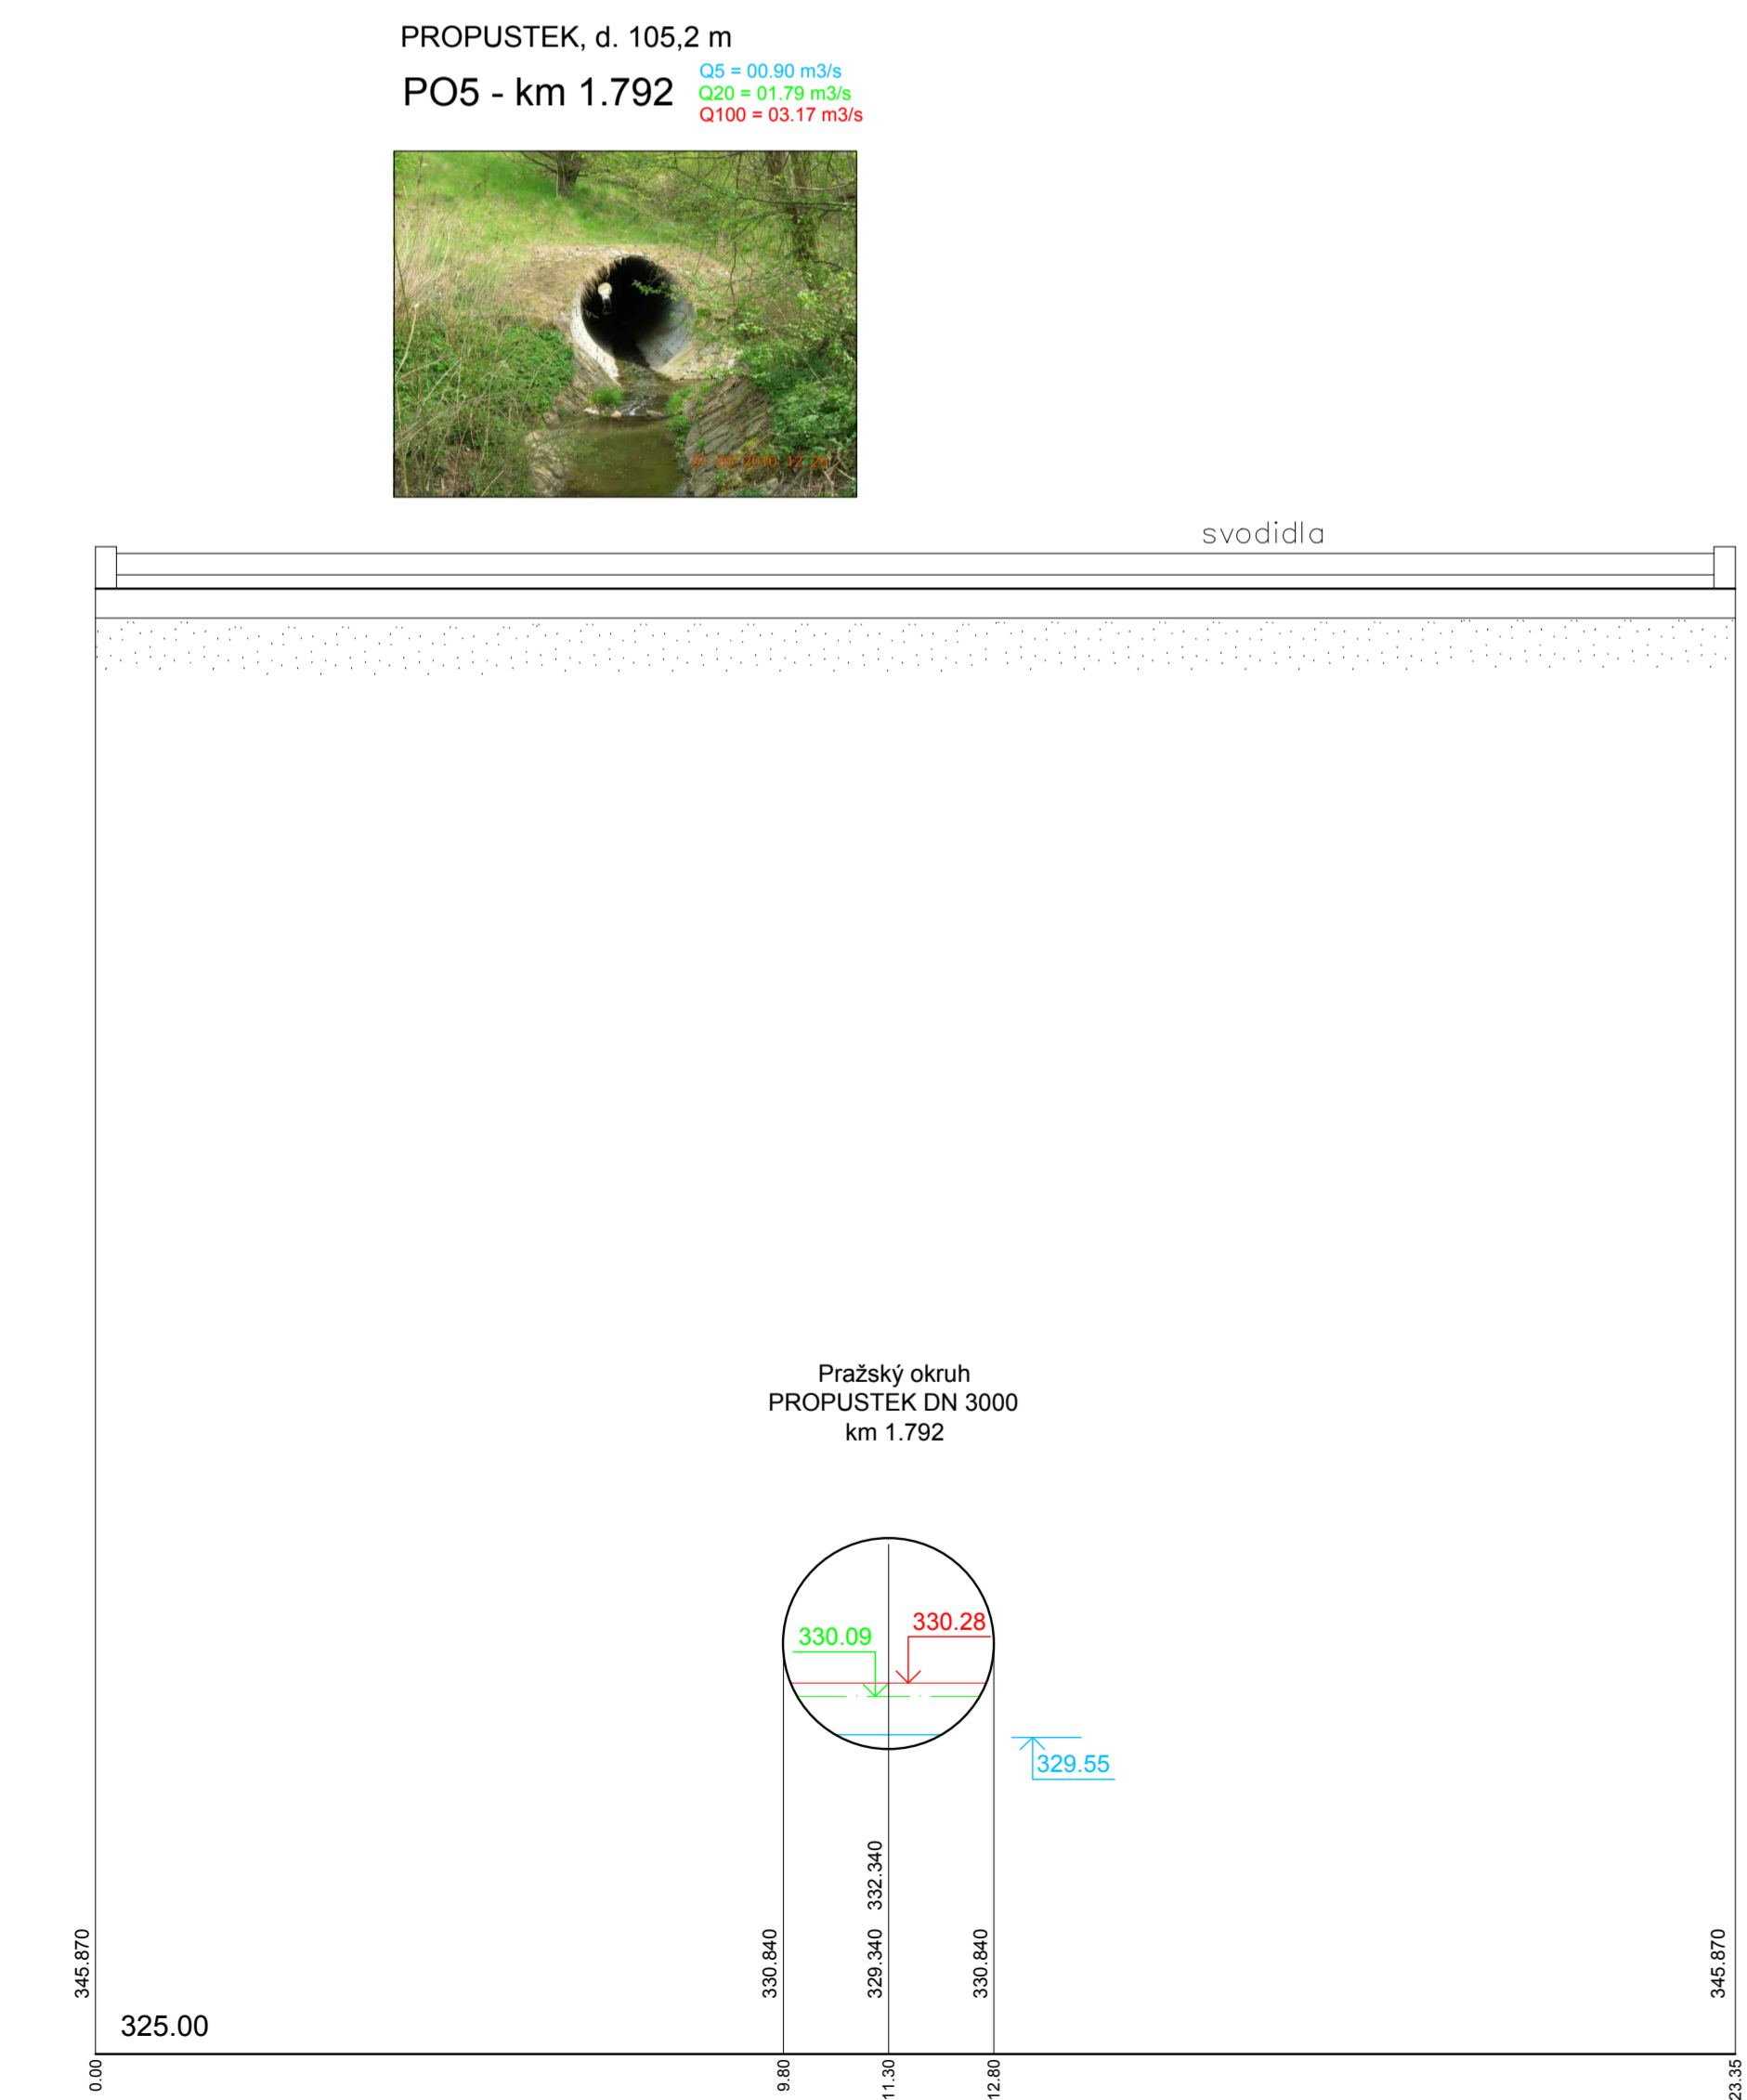 PROPUSTEK, d. 105,2 m
PO5 - km 1.792
Q5 = 00.90 m3/s
Q20 = 01.79 m3/s
Q100 = 03.17 m3/s
svodidla
Pražský okruh
PROPUSTEK DN 3000
km 1.792
330.28
330.09
329.55
345.870
330.840
329.340 332.340
330.840
345.870
325.00
0.00
9.80
11.30
12.80
23.35